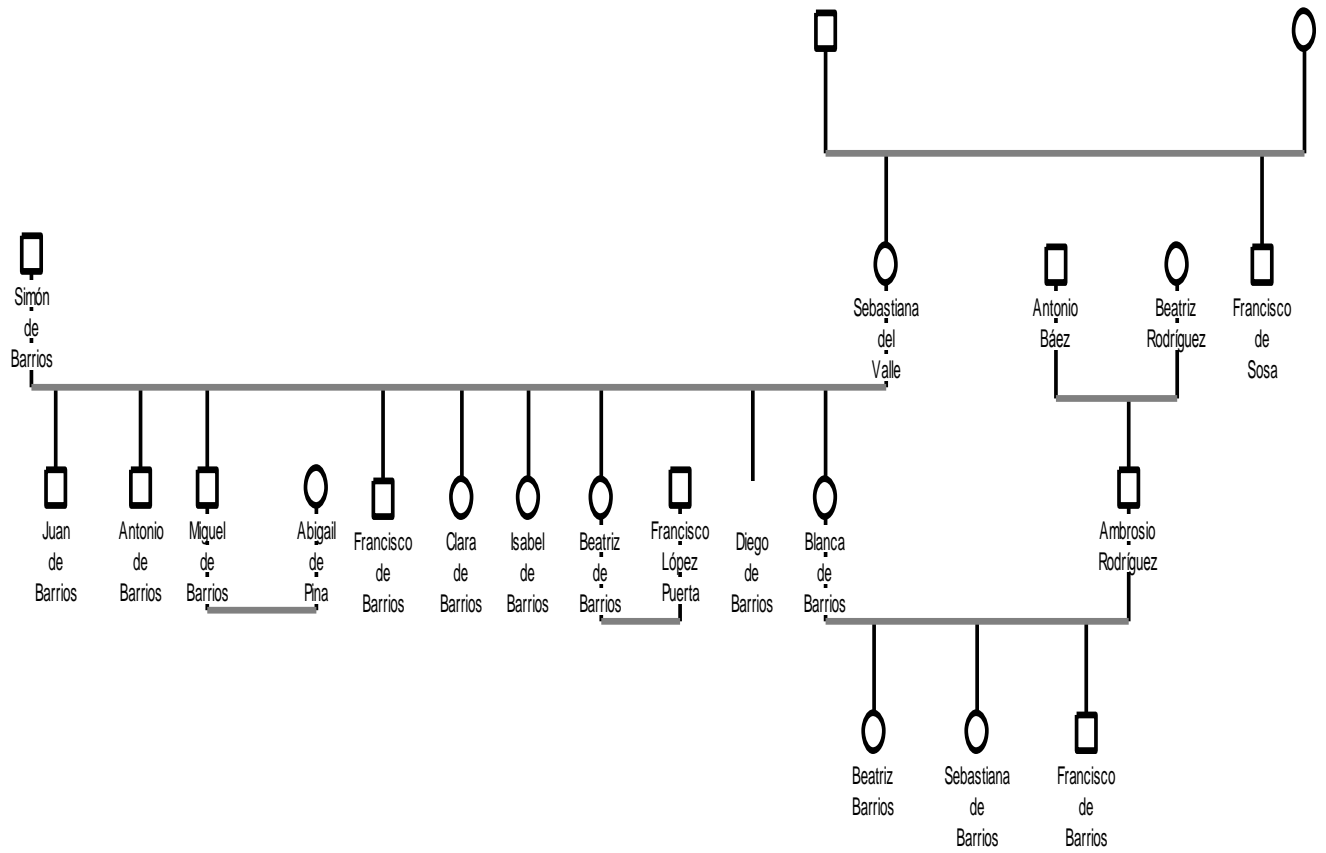 Simón
de
Barrios
Sebastiana
del
Valle
Antonio
Báez
Beatriz
Rodríguez
Francisco
de
Sosa
Juan
de
Barrios
Antonio
de
Barrios
Miguel
de
Barrios
Abigail
de
Pina
Francisco
de
Barrios
Clara
de
Barrios
Isabel
de
Barrios
Beatriz
de
Barrios
Francisco
López
Puerta
Diego
de
Barrios
Blanca
de
Barrios
Ambrosio
Rodríguez
Beatriz
Barrios
Sebastiana
de
Barrios
Francisco
de
Barrios